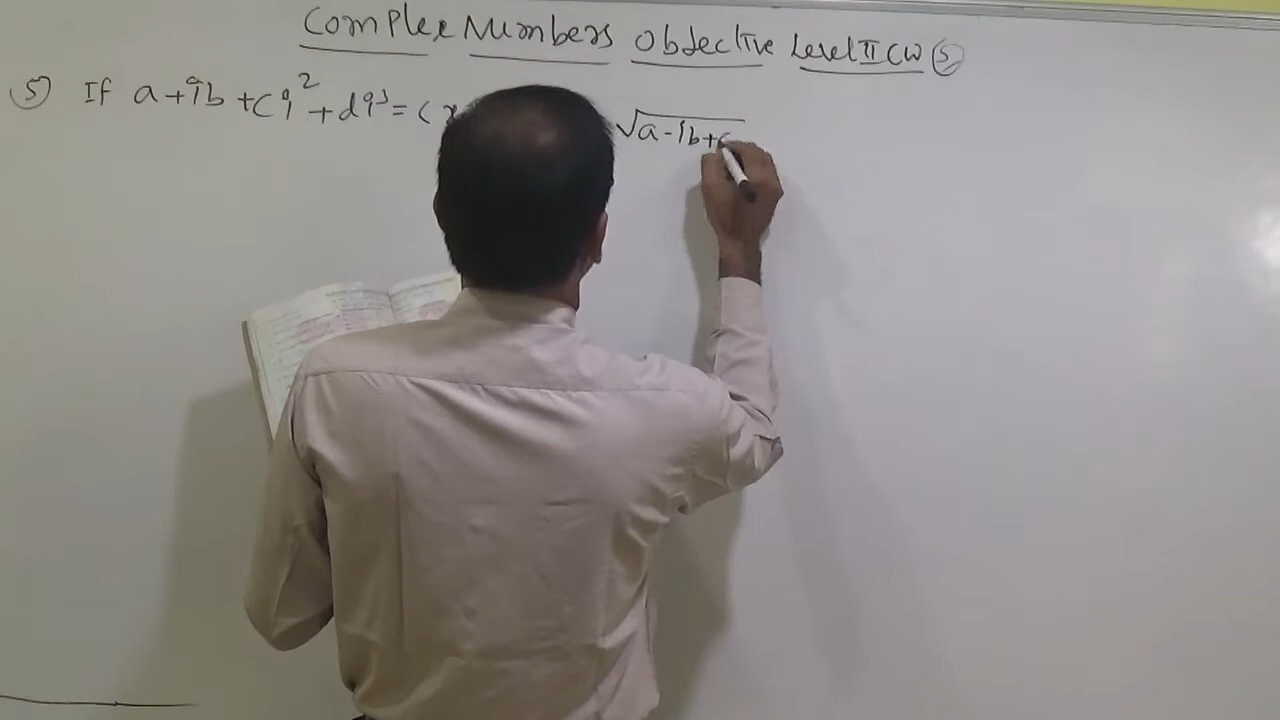 Complex Numbers Objective Level II CW 5
5 If a + ib + ci² + di³ = (x √a - ib +